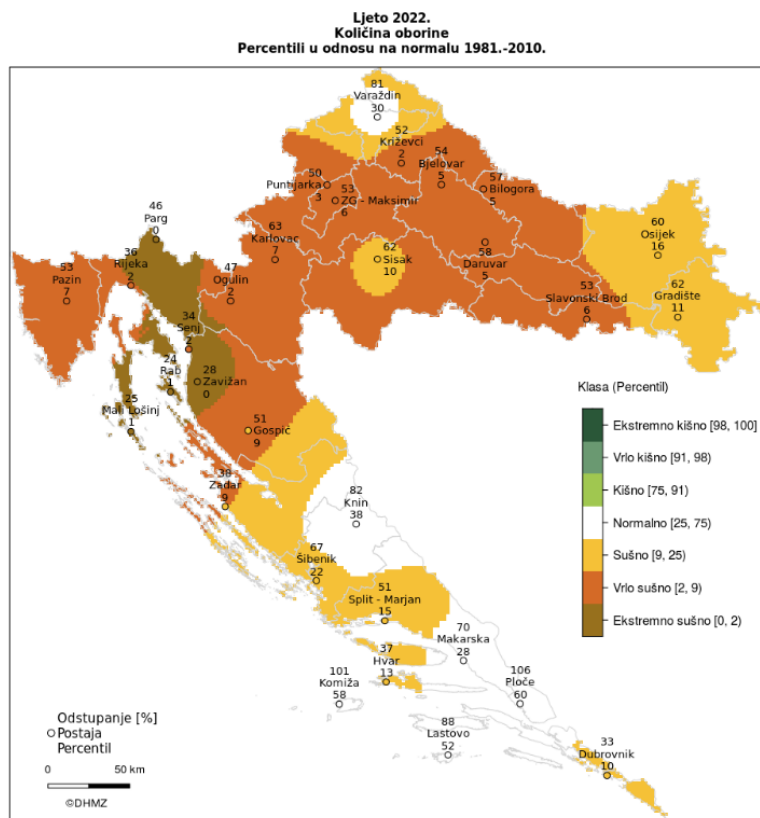 Ljeto 2022.
Količina oborine
Percentili u odnosu na normalu 1981.-2010.
81
Varaždin
30
52
Križevci
2
54
Bjelovar
5
50
Puntijarka
3
53
ZG - Maksimir
6
57
Bilogora
5
46
Parg
0
63
Karlovac
7
62
Sisak
10
58
Daruvar
5
60
Osijek
16
36
Rijeka
2
53
Pazin
7
47
Ogulin
2
53
Slavonski Brod
6
62
Gradište
11
34
Senj
2
24
Rab
1
28
Zavižan
0
25
Mali Lošinj
1
51
Gospić
9
38
Zadar
9
82
Knin
38
67
Šibenik
22
51
Split - Marjan
15
70
Makarska
28
37
Hvar
13
101
Komiža
58
106
Ploče
60
88
Lastovo
52
33
Dubrovnik
10
Klasa (Percentil)
Ekstremno kišno [98, 100]
Vrlo kišno [91, 98)
Kišno [75, 91)
Normalno [25, 75)
Sušno [9, 25)
Vrlo sušno [2, 9)
Ekstremno sušno [0, 2)
Odstupanje [%]
Postaja
Percentil
0 50 km
©DHMZ